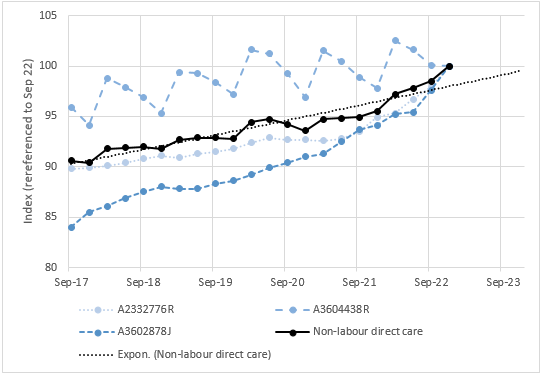 105
100
95
90
85
80
Index (rereferenced to Sep 22)
Sep-17 Sep-18 Sep-19 Sep-20 Sep-21 Sep-22 Sep-23
A2332776R A3604438R
A3602878J Non-labour direct care
Expon. (Non-labour direct care)